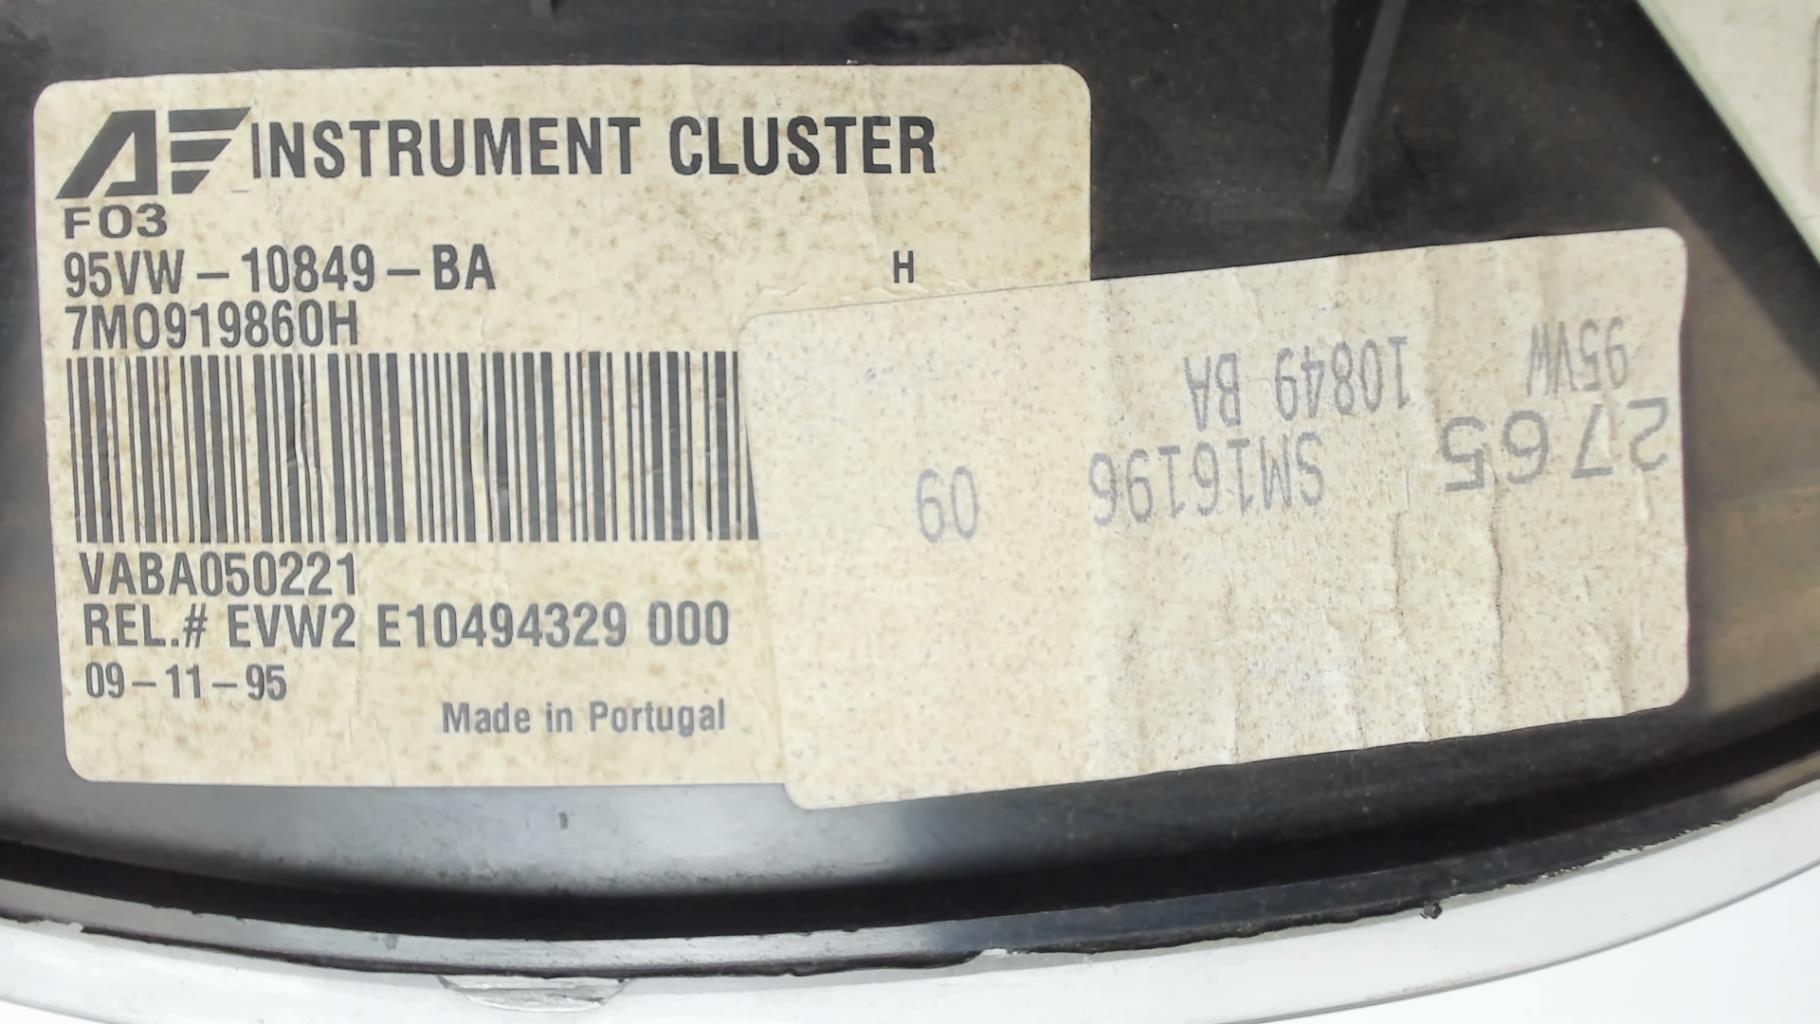 AF INSTRUMENT CLUSTER
F03
95VW-10849-BA H
7M0919860H
VABA050221
REL.# EVW2 E10494329 000
09-11-95
Made in Portugal
95VW 10849 BA
2765 SM16196 09